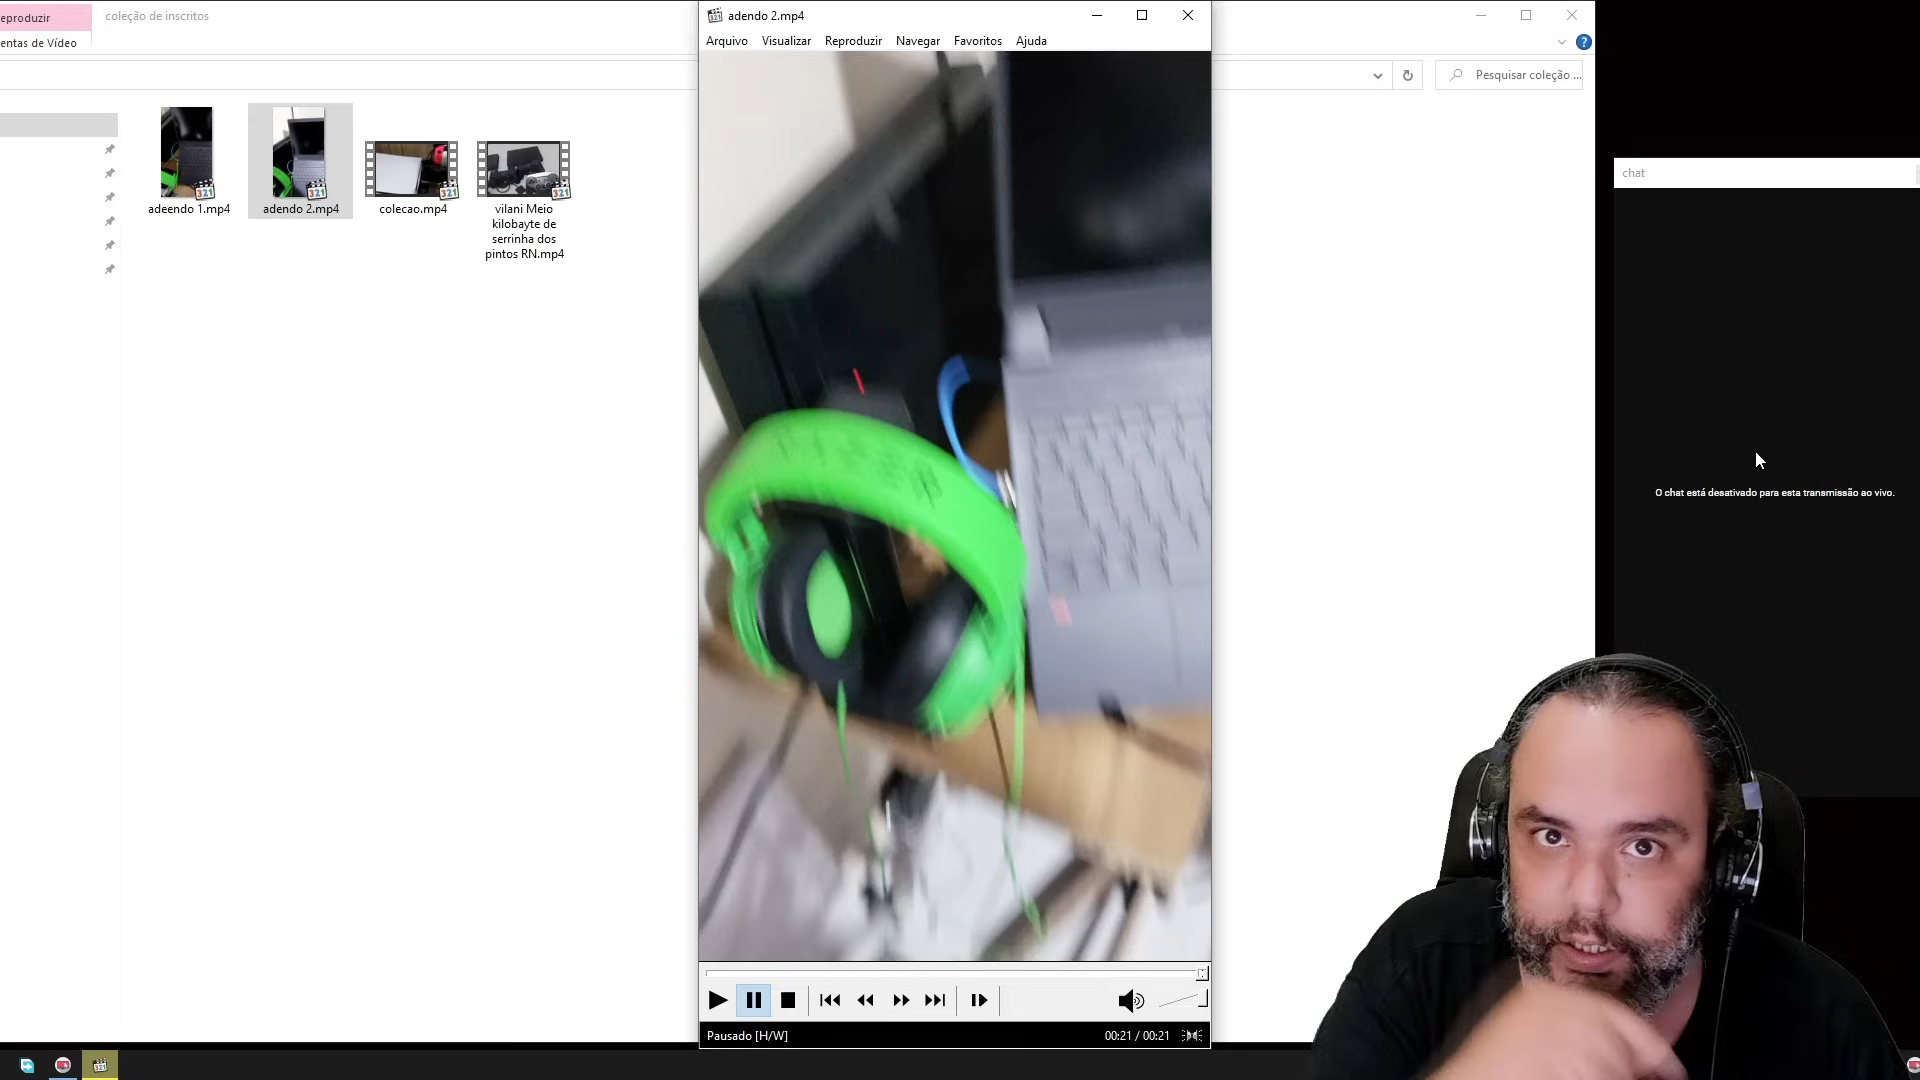 eproduzir
coleção de inscritos
entas de Vídeo
Pesquisar coleção ...
adeendo 1.mp4
adendo 2.mp4
colecao.mp4
vilani Meio
kilobayte de
serrinha dos
pintos RN.mp4
adendo 2.mp4
Arquivo Visualizar Reproduzir Navegar Favoritos Ajuda
Pausado [H/W]
00:21 / 00:21
chat
O chat está desativado para esta transmissão ao vivo.